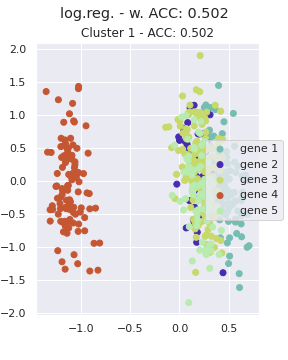 log.reg. - w. ACC: 0.502
Cluster 1 - ACC: 0.502
2.0
1.5
1.0
0.5
0.0
−0.5
−1.0
−1.5
−2.0
gene 1
gene 2
gene 3
gene 4
gene 5
−1.0 −0.5 0.0 0.5